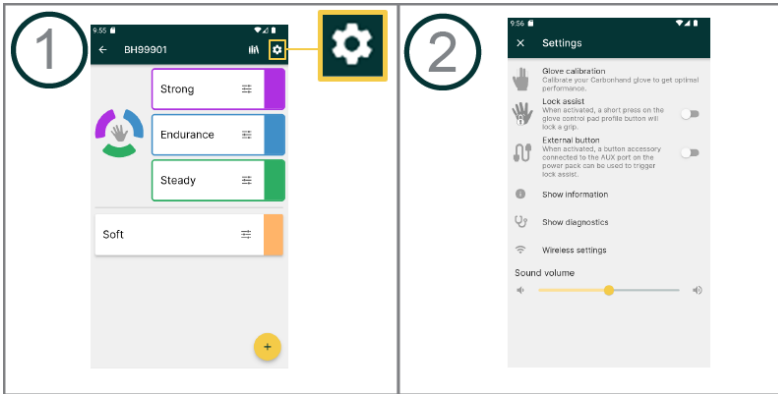 1
9.55
BH99901
Strong
Endurance
Steady
Soft
+
2
9:56
Settings
Glove calibration
Calibrate your Carbonhand glove to get optimal
performance.
Lock assist
When activated, a short press on the
glove control pad profile button will
lock a grip.
External button
When activated, a button accessory
connected to the AUX port on the
power pack can be used to trigger
lock assist.
Show information
Show diagnostics
Wireless settings
Sound volume